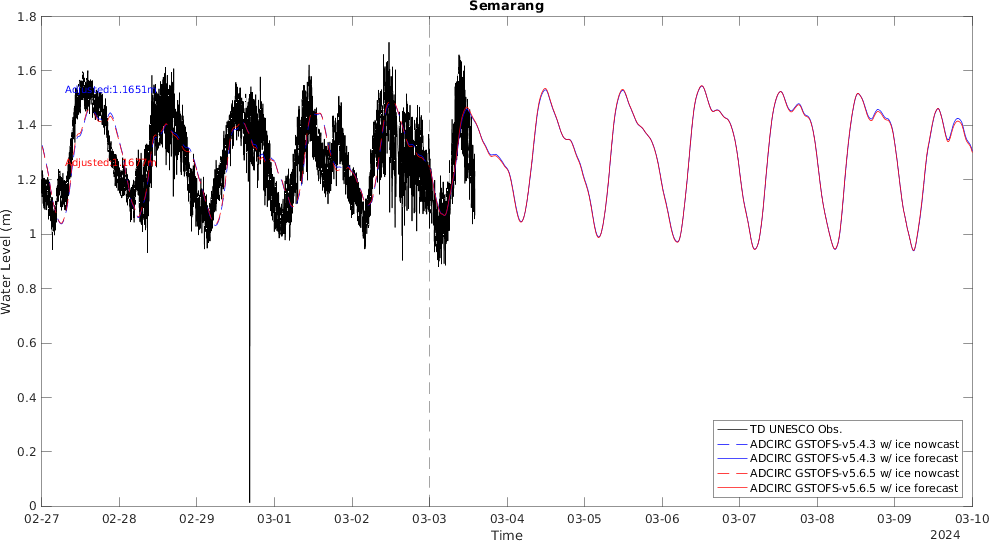 Semarang
1.8
1.6
1.4
1.2
1
0.8
0.6
0.4
0.2
0
Water Level (m)
Adjusted:1.1651m
02-27
02-28
02-29
03-01
03-02
03-03
03-04
03-05
03-06
03-07
03-08
03-09
03-10
Time
2024
TD UNESCO Obs.
ADCIRC GSTOFS-v5.4.3 w/ ice nowcast
ADCIRC GSTOFS-v5.4.3 w/ ice forecast
ADCIRC GSTOFS-v5.6.5 w/ ice nowcast
ADCIRC GSTOFS-v5.6.5 w/ ice forecast